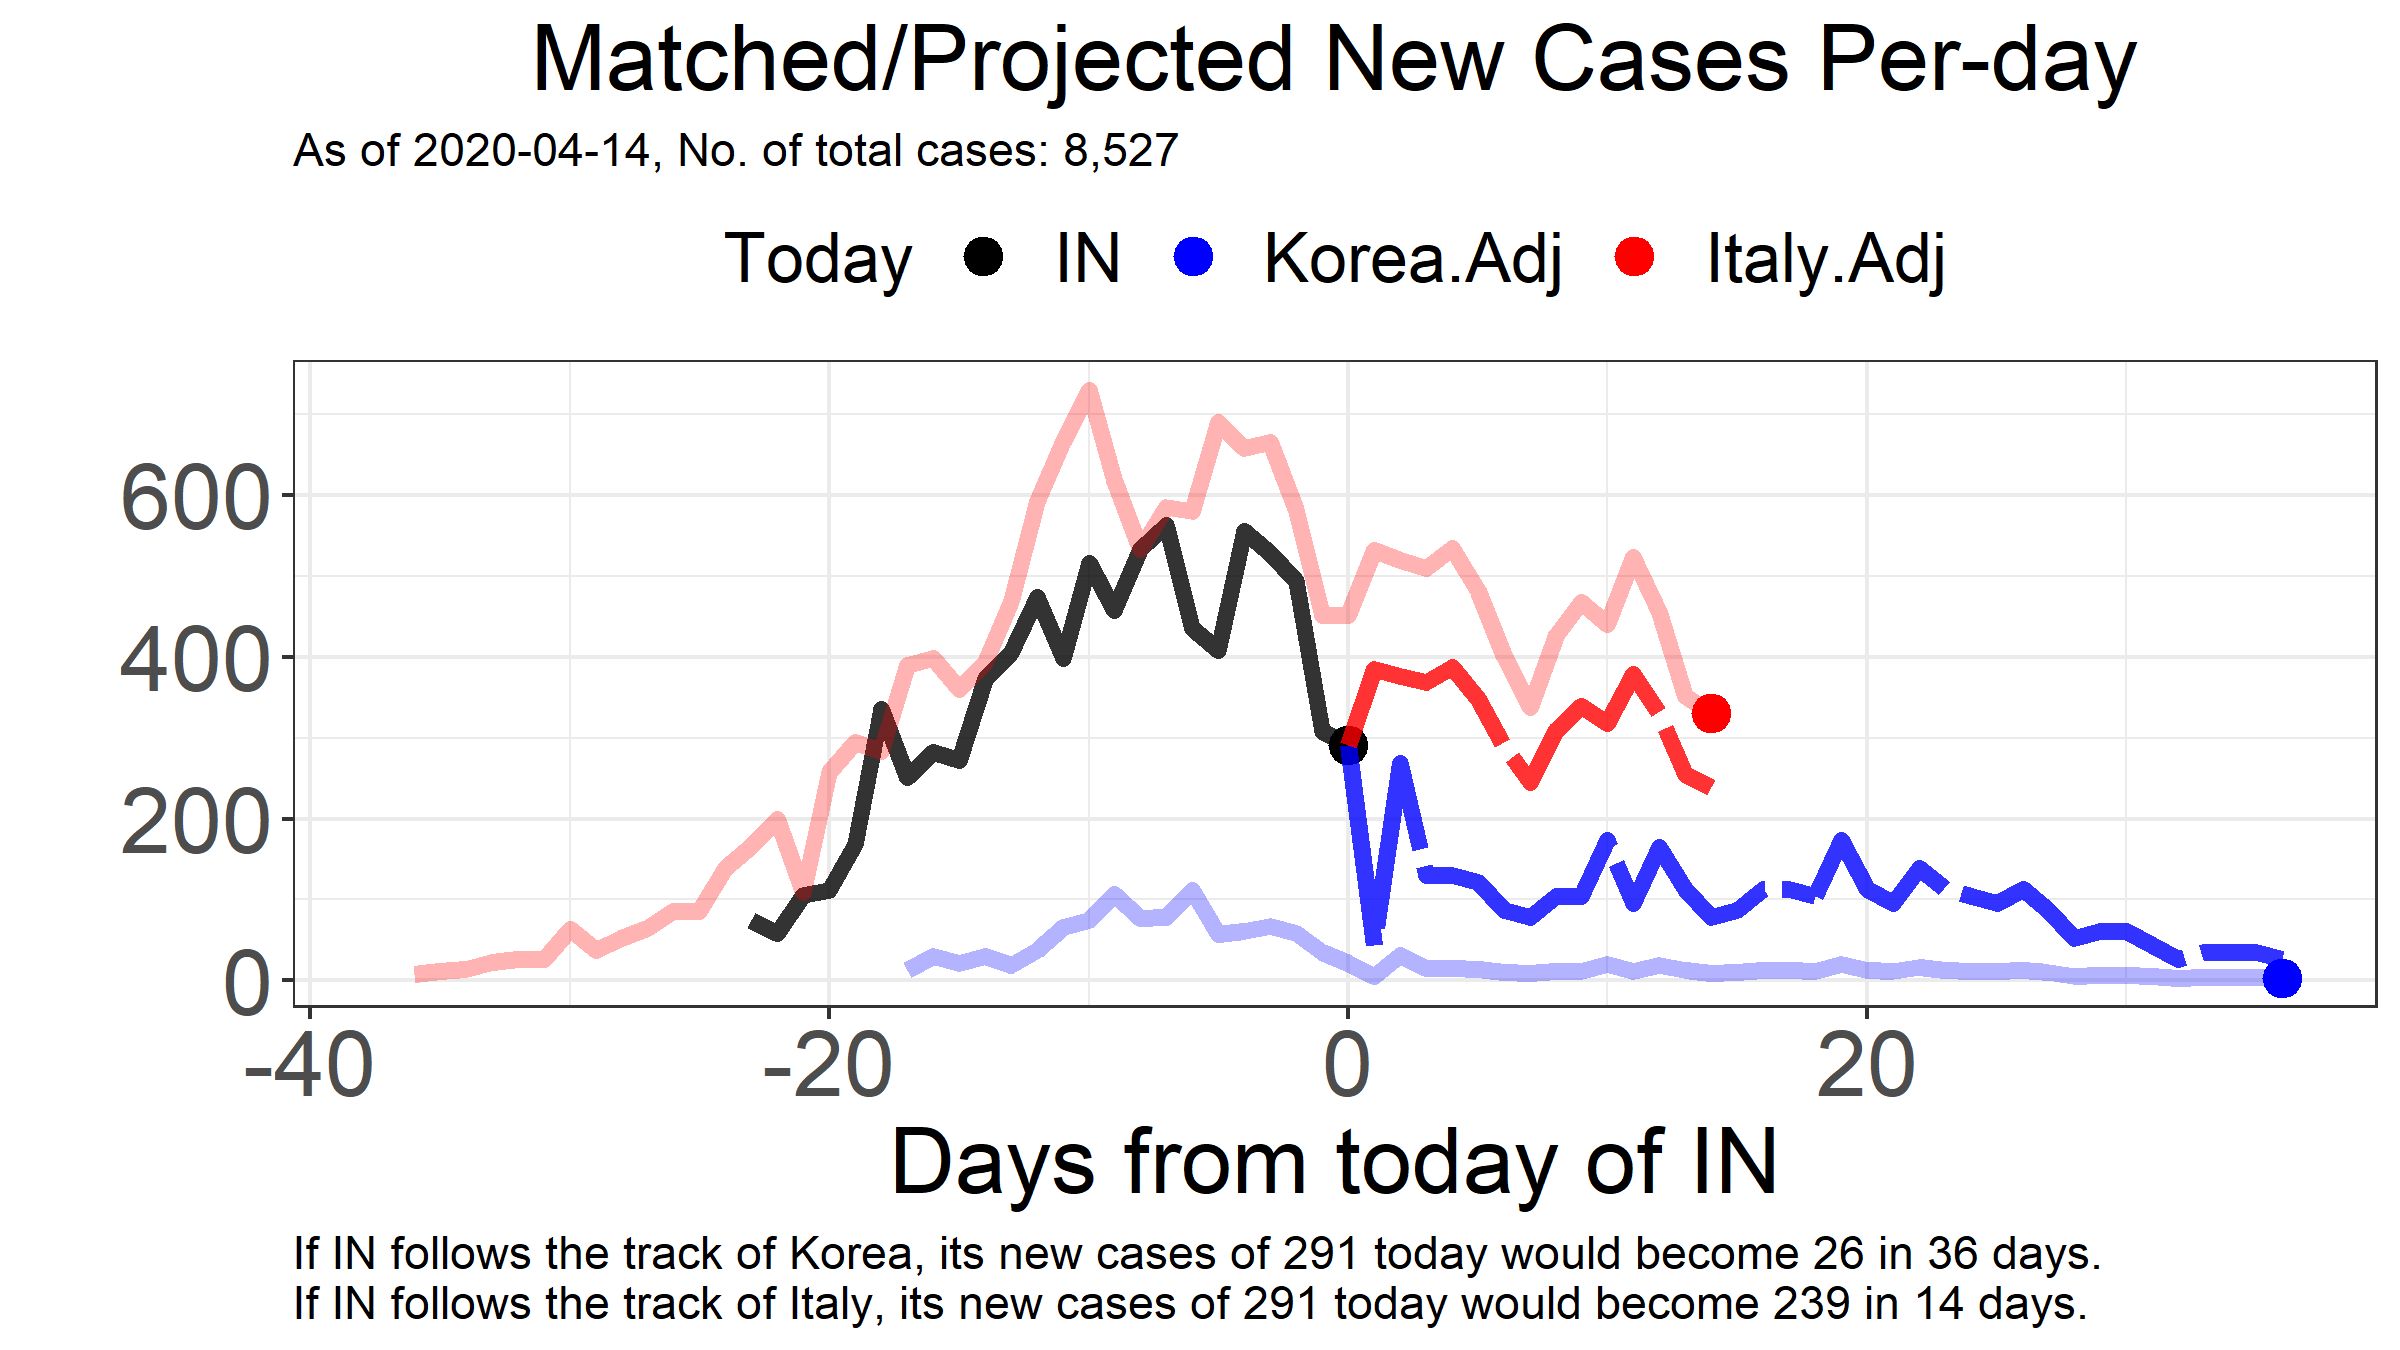 Matched/Projected New Cases Per-day
As of 2020-04-14, No. of total cases: 8,527
Today IN Korea.Adj Italy.Adj
600
400
200
0
-40 -20 0 20
Days from today of IN
If IN follows the track of Korea, its new cases of 291 today would become 26 in 36 days.
If IN follows the track of Italy, its new cases of 291 today would become 239 in 14 days.